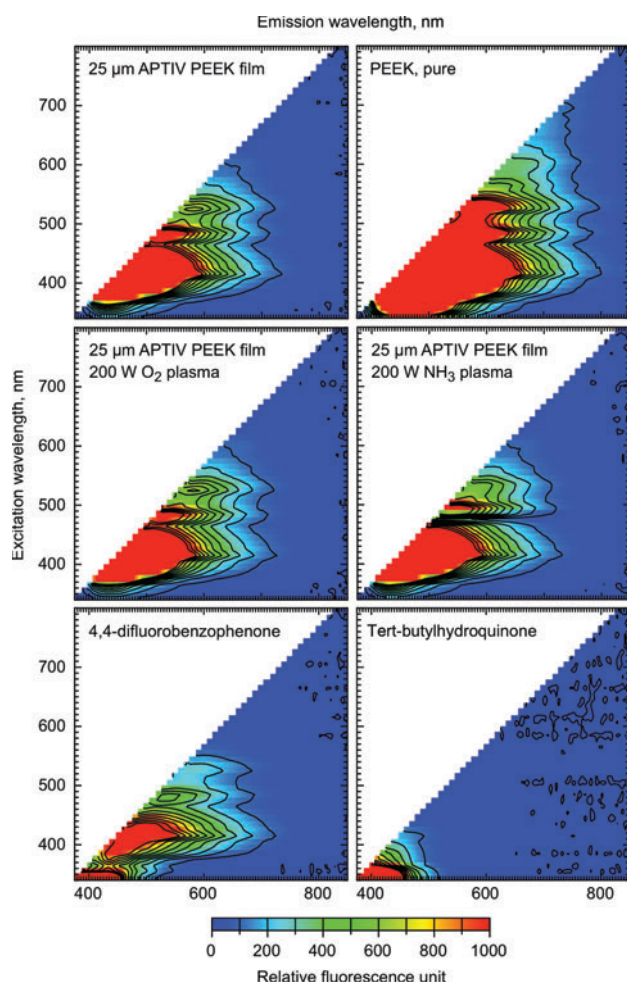 Emission wavelength, nm
25 µm APTIV PEEK film
PEEK, pure
700
600
500
400
25 µm APTIV PEEK film
200 W O₂ plasma
25 µm APTIV PEEK film
200 W NH₃ plasma
Excitation wavelength, nm
700
600
500
400
4,4-difluorobenzophenone
Tert-butylhydroquinone
700
600
500
400
400 600 800 400 600 800
0 200 400 600 800 1000
Relative fluorescence unit